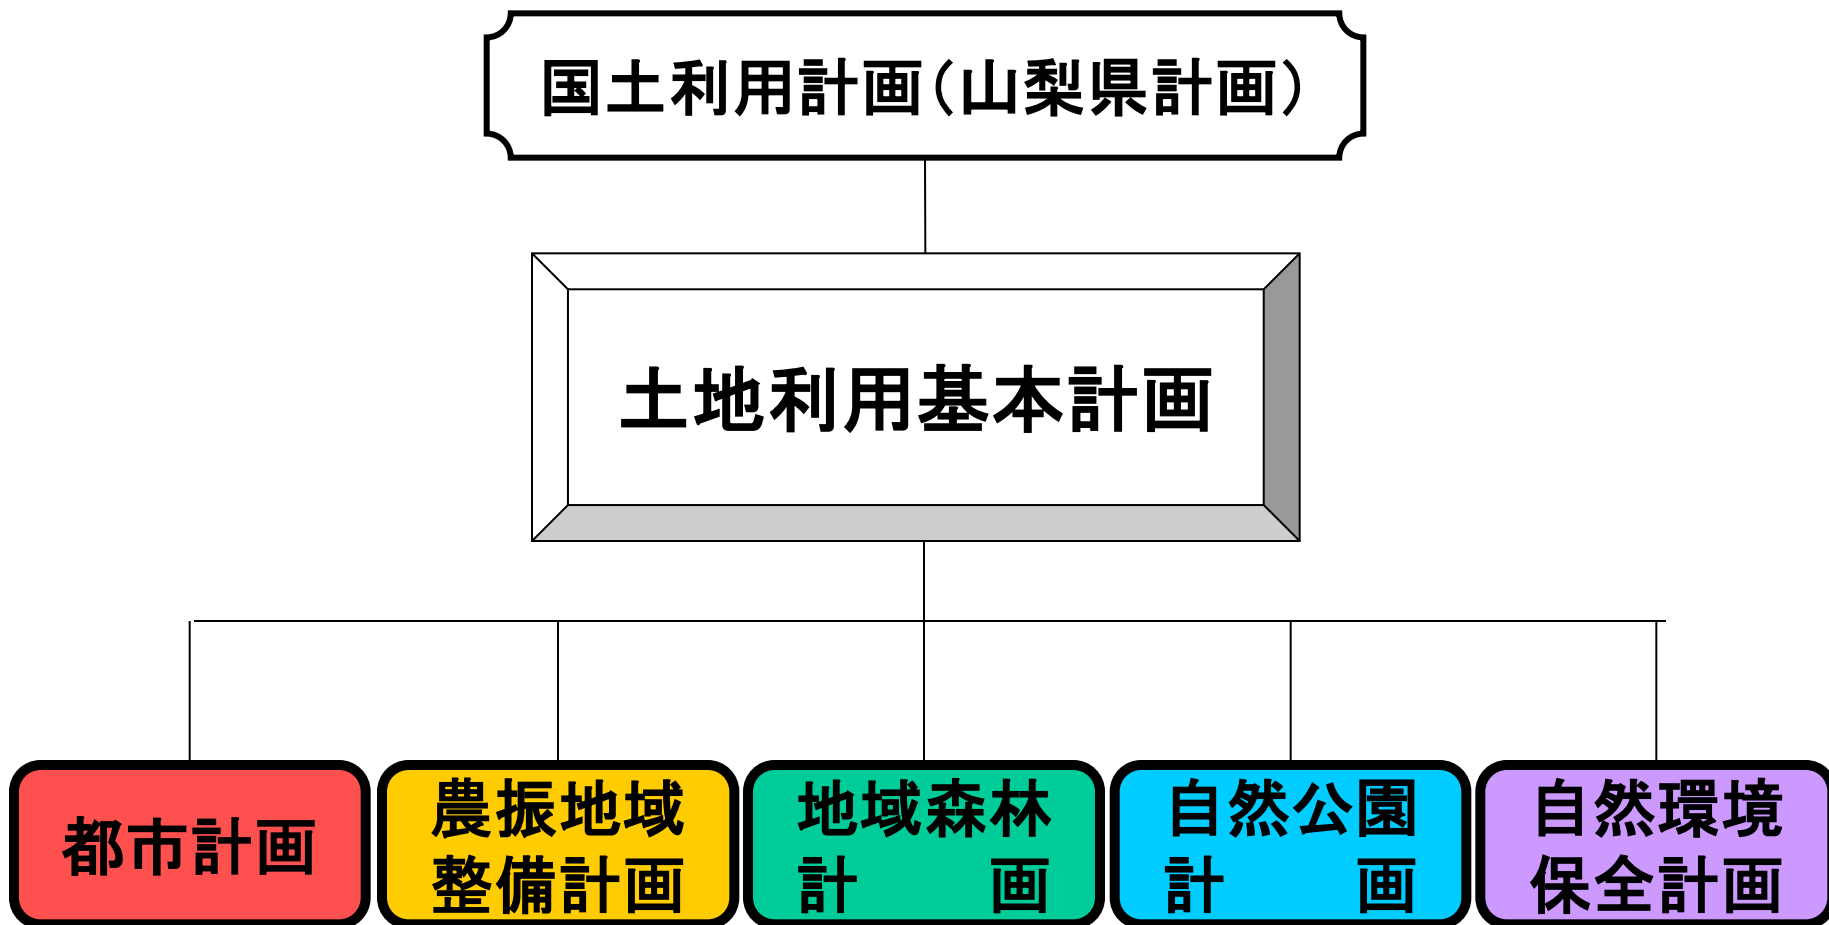 国土利用計画（山梨県計画）
土地利用基本計画
都市計画
農振地域
整備計画
地域森林
計　　画
自然公園
計　　画
自然環境
保全計画